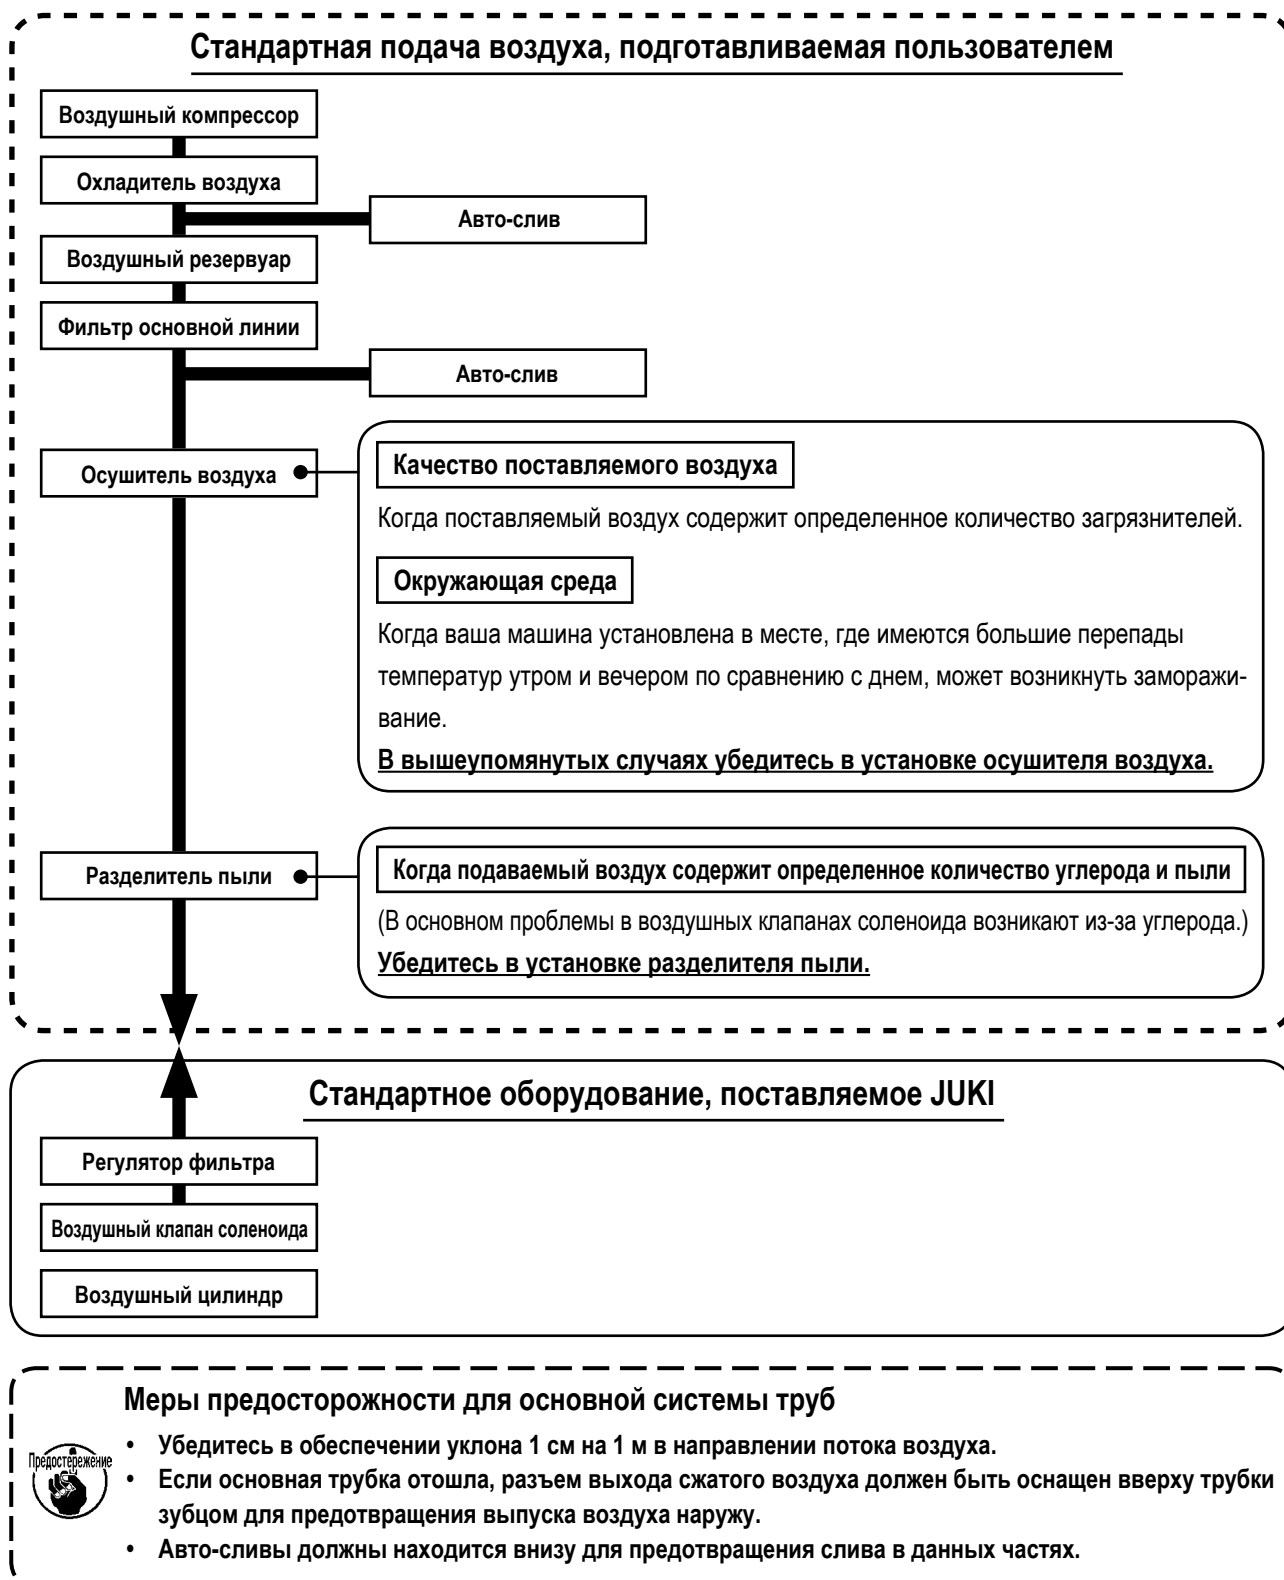 Стандартная подача воздуха, подготавливаемая пользователем
Воздушный компрессор
Охладитель воздуха
Авто-слив
Воздушный резервуар
Фильтр основной линии
Авто-слив
Осушитель воздуха
Качество поставляемого воздуха
Когда поставляемый воздух содержит определенное количество загрязнителей.
Окружающая среда
Когда ваша машина установлена в месте, где имеются большие перепады
температур утром и вечером по сравнению с днем, может возникнуть заморажи-
вание.
В вышеупомянутых случаях убедитесь в установке осушителя воздуха.
Разделитель пыли
Когда подаваемый воздух содержит определенное количество углерода и пыли
(В основном проблемы в воздушных клапанах соленоида возникают из-за углерода.)
Убедитесь в установке разделителя пыли.
Стандартное оборудование, поставляемое JUKI
Регулятор фильтра
Воздушный клапан соленоида
Воздушный цилиндр
Меры предосторожности для основной системы труб
Предостережение
• Убедитесь в обеспечении уклона 1 см на 1 м в направлении потока воздуха.
• Если основная трубка отошла, разъем выхода сжатого воздуха должен быть оснащен вверху трубки
зубцом для предотвращения выпуска воздуха наружу.
• Авто-сливы должны находится внизу для предотвращения слива в данных частях.